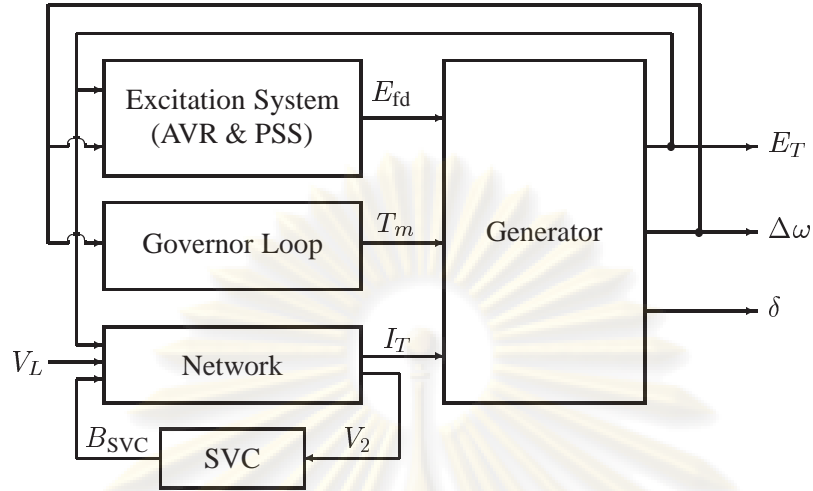 Excitation System
(AVR & PSS)
E_fd
E_T
Governor Loop
T_m
Generator
Δω
δ
V_L
Network
I_T
B_SVC
SVC
V_2